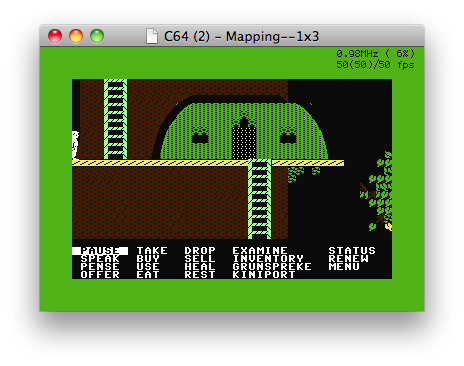 C64 (2) - Mapping--1x3
0.98MHz ( 6%)
50(50)/50 fps
PAUSE TAKE DROP EXAMINE STATUS
SPEAK BUY SELL INVENTORY RENEW
PENSE USE HEAL GRUNSPREKE MENU
OFFER EAT REST KINIPORT